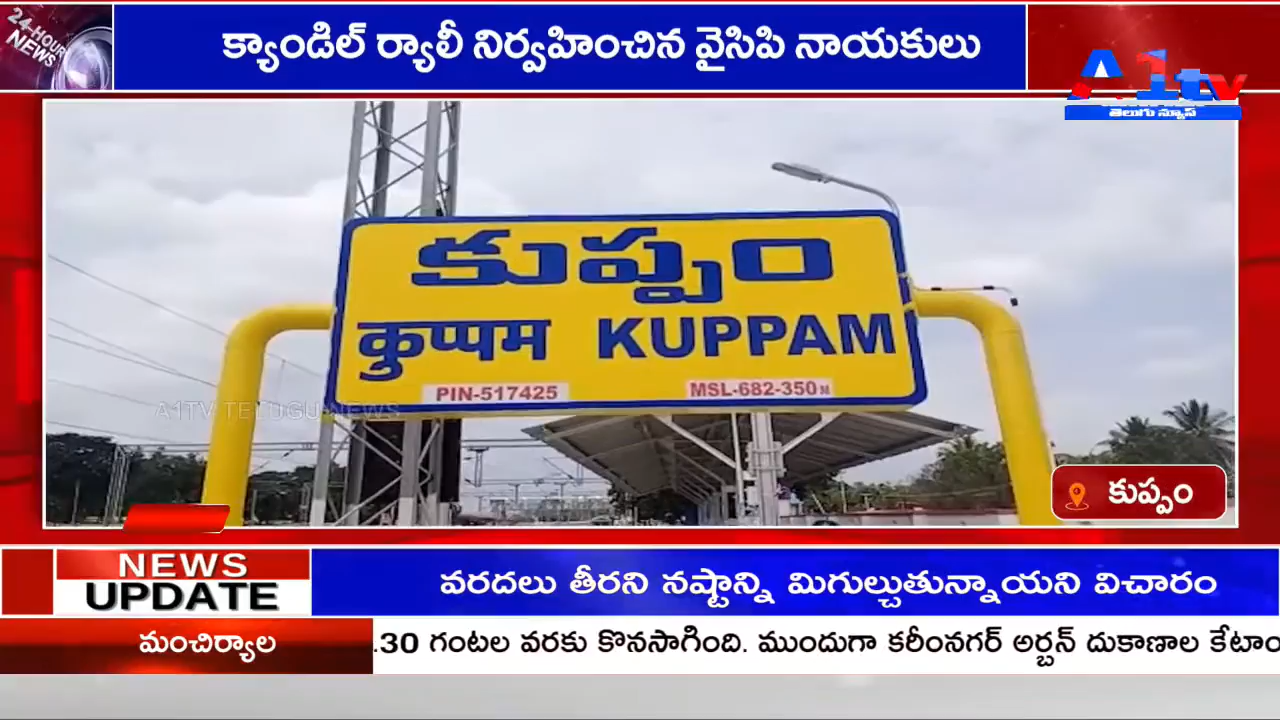 24-HOUR
NEWS
క్యాండిల్ ర్యాలీ నిర్వహించిన వైసిపి నాయకులు
A1tv
తెలుగు న్యూస్
కుప్పం
कुप्पम KUPPAM
PIN-517425 MSL-682-350M
A1TV TELUGU NEWS
కుప్పం
NEWS
UPDATE
వరదలు తీరని నష్టాన్ని మిగుల్చుతున్నాయని విచారం
మంచిర్యాల
.30 గంటల వరకు కొనసాగింది. ముందుగా కరీంనగర్ అర్బన్ దుకాణాల కేటాం